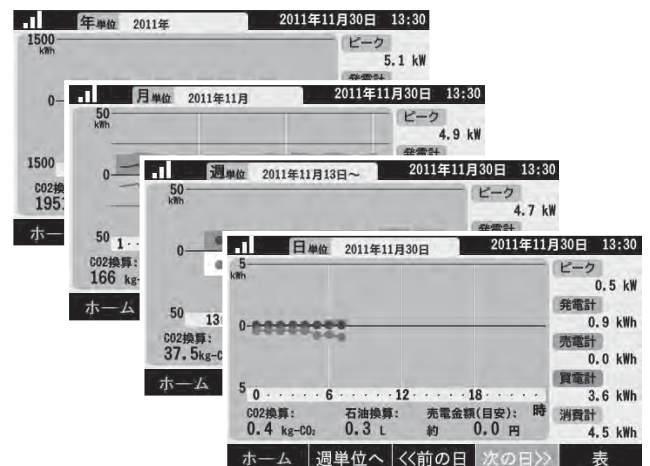 年単位 2011年 2011年11月30日 13:30
1500
kWh
ピーク
5.1 kW
発電計
0
1500
CO2換
195
ホー
月単位 2011年11月 2011年11月30日 13:30
50
kWh
ピーク
4.9 kW
発電計
0
50
1
CO2換算:
166 kg-
ホーム
週単位 2011年11月13日~ 2011年11月30日 13:30
50
kWh
ピーク
4.7 kW
発電計
0
50
13
CO2換算:
37.5kg-C
ホーム
日単位 2011年11月30日 2011年11月30日 13:30
5
kWh
ピーク
0.5 kW
発電計
0.9 kWh
0
売電計
0.0 kWh
買電計
3.6 kWh
5
0 6 12 18 時
消費計
4.5 kWh
CO2換算: 石油換算: 売電金額(目安):
0.4 kg-CO₂ 0.3 L 約 0.0 円
ホーム 週単位へ <<前の日 次の日>> 表